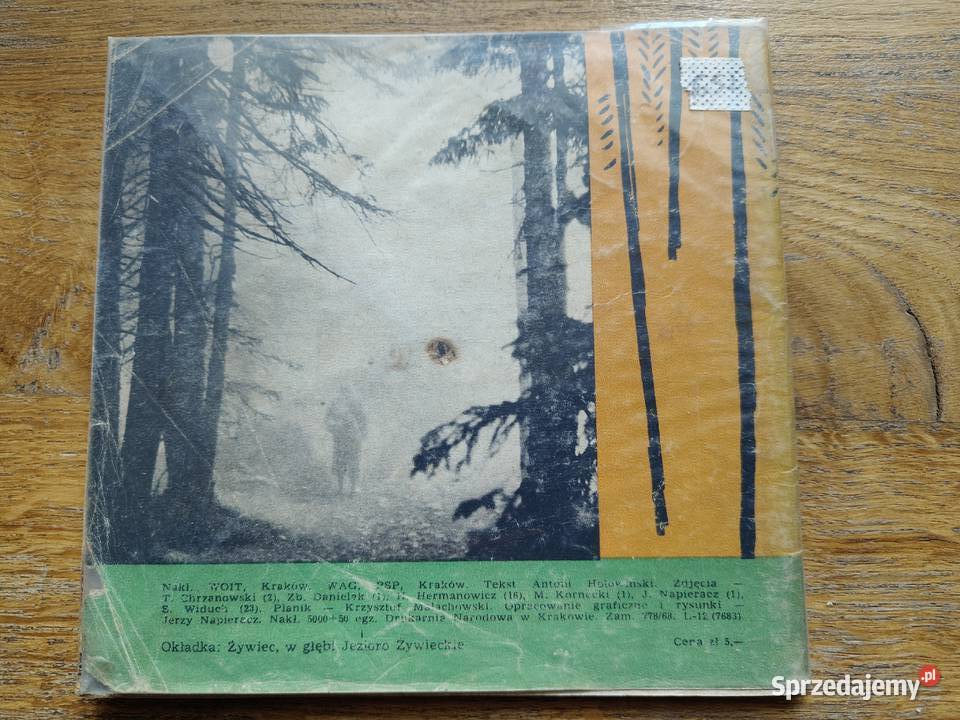 Nakł. WOIT, Kraków. WAG, PSP, Kraków. Tekst Antoni Hołowiński. Zdjęcia —
T. Chrzanowski (2), Zb. Danielak (1), H. Hermanowicz (16), M. Kornecki (1), J. Napieracz (1),
S. Widuch (23). Planik — Krzysztof Małachowski. Opracowanie graficzne i rysunki —
Jerzy Napieracz. Nakł. 5000+50 egz. Drukarnia Narodowa w Krakowie. Zam. 778/68. L-12 (7683)
Okładka: Żywiec, w głębi Jezioro Żywieckie
Cena zł 5,—
Sprzedajemy.pl